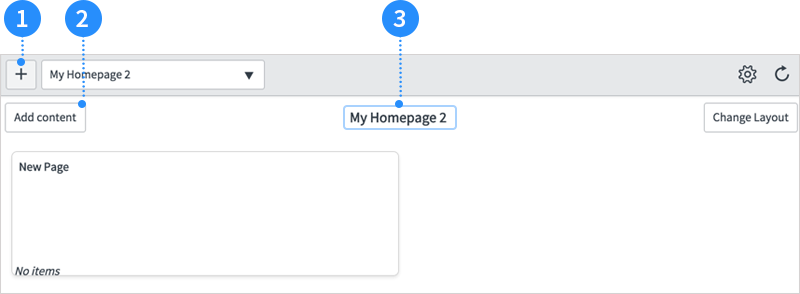 1 2 3
+ My Homepage 2
Add content My Homepage 2 Change Layout
New Page
No items